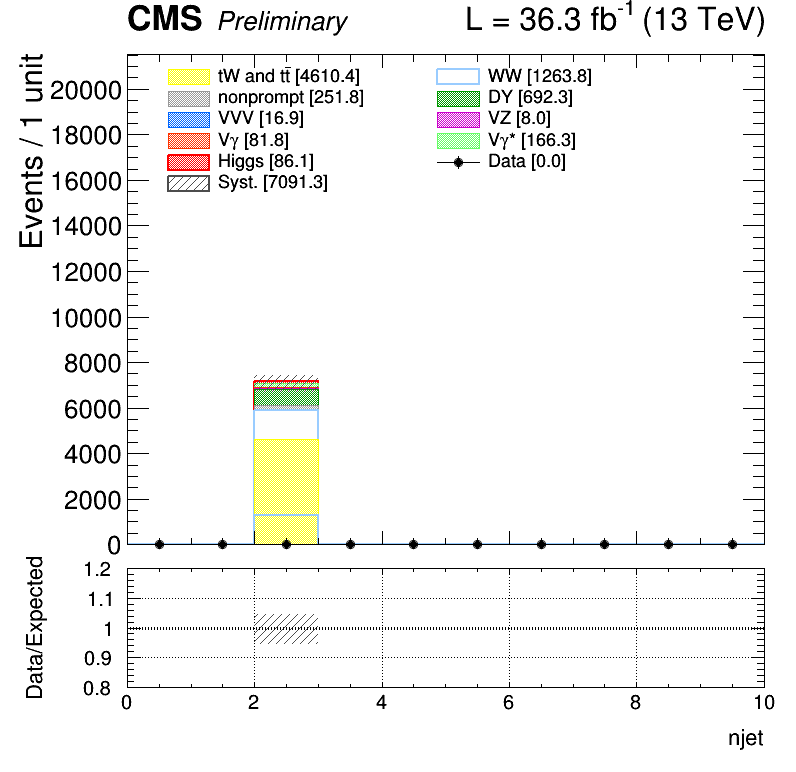 CMS Preliminary L = 36.3 fb⁻¹ (13 TeV)
Events / 1 unit
20000
18000
16000
14000
12000
10000
8000
6000
4000
2000
0
tW and tt̄ [4610.4]
nonprompt [251.8]
VVV [16.9]
Vγ [81.8]
Higgs [86.1]
Syst. [7091.3]
WW [1263.8]
DY [692.3]
VZ [8.0]
Vγ* [166.3]
Data [0.0]
Data/Expected
1.2
1.1
1
0.9
0.8
0 2 4 6 8 10
njet